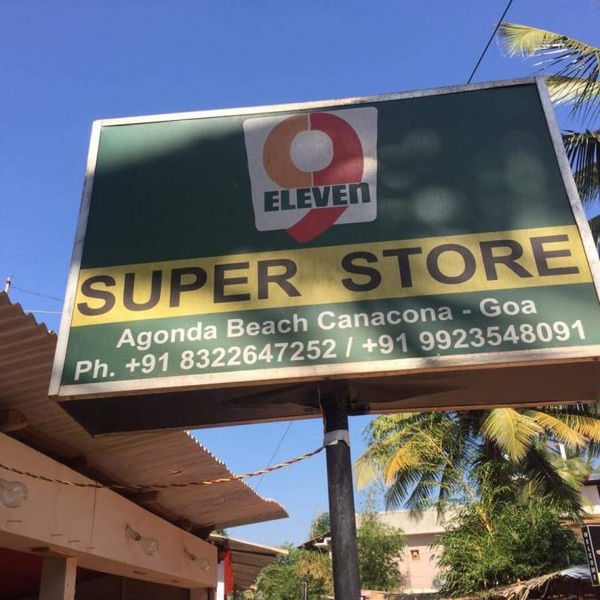 9
ELEVEn
SUPER STORE
Agonda Beach Canacona - Goa
Ph. +91 8322647252 / +91 9923548091